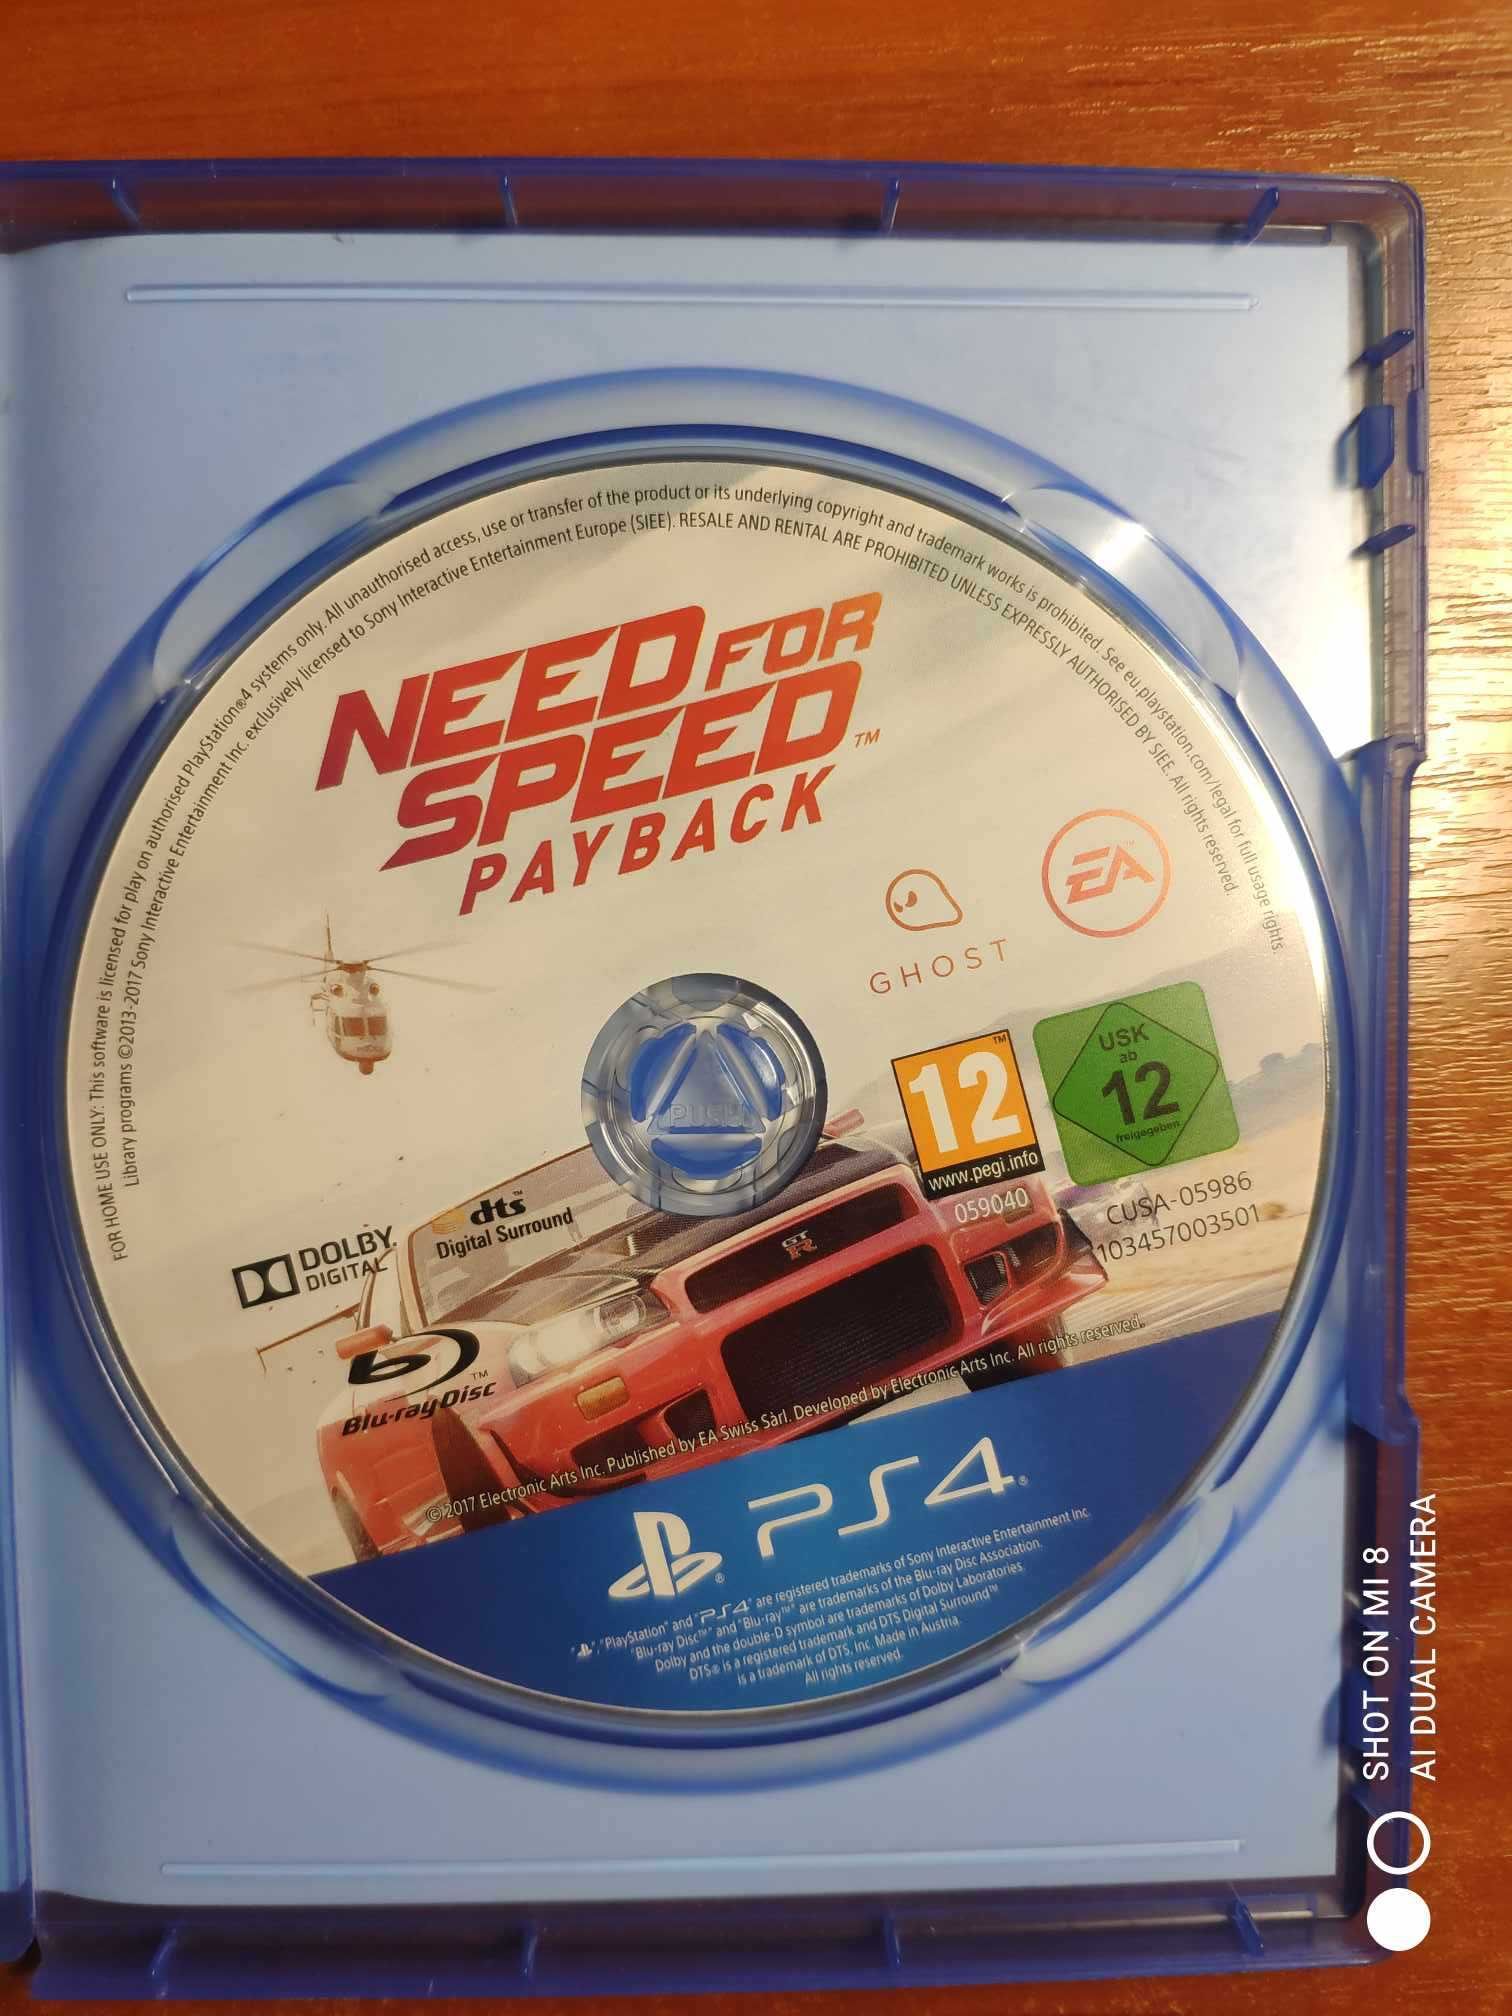 FOR HOME USE ONLY: This software is licensed for play on authorised PlayStation®4 systems only. All unauthorised access, use or transfer of the product or its underlying copyright and trademark works is prohibited. See eu.playstation.com/legal for full usage rights.
Library programs ©2013-2017 Sony Interactive Entertainment Inc. exclusively licensed to Sony Interactive Entertainment Europe (SIEE). RESALE AND RENTAL ARE PROHIBITED UNLESS EXPRESSLY AUTHORISED BY SIEE. All rights reserved.
NEED FOR
SPEED™
PAYBACK
EA
GHOST
PUSH
12™
www.pegi.info
059040
USK
ab
12
freigegeben
CUSA-05986
103457003501
DOLBY®
DIGITAL
dts™
Digital Surround
GT
R
Blu-ray Disc™
© 2017 Electronic Arts Inc. Published by EA Swiss Sàrl. Developed by Electronic Arts Inc. All rights reserved.
PS4®
"PlayStation" and "PS4" are registered trademarks of Sony Interactive Entertainment Inc.
"Blu-ray Disc™" and "Blu-ray™" are trademarks of the Blu-ray Disc Association.
Dolby and the double-D symbol are trademarks of Dolby Laboratories.
DTS® is a registered trademark and DTS Digital Surround™
is a trademark of DTS, Inc. Made in Austria.
All rights reserved.
SHOT ON MI 8
AI DUAL CAMERA